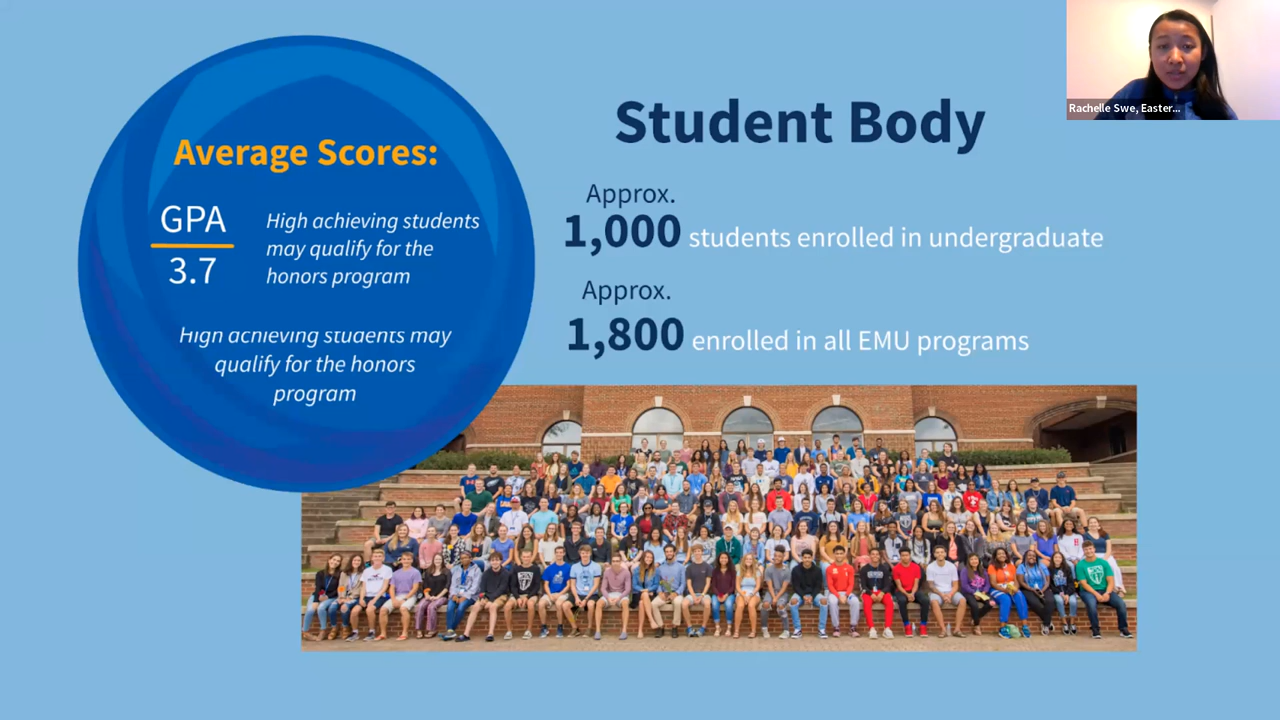 Average Scores:
GPA
3.7
High achieving students
may qualify for the
honors program
High achieving students may
qualify for the honors
program
Student Body
Approx.
1,000 students enrolled in undergraduate
Approx.
1,800 enrolled in all EMU programs
Rachelle Swe, Easter...